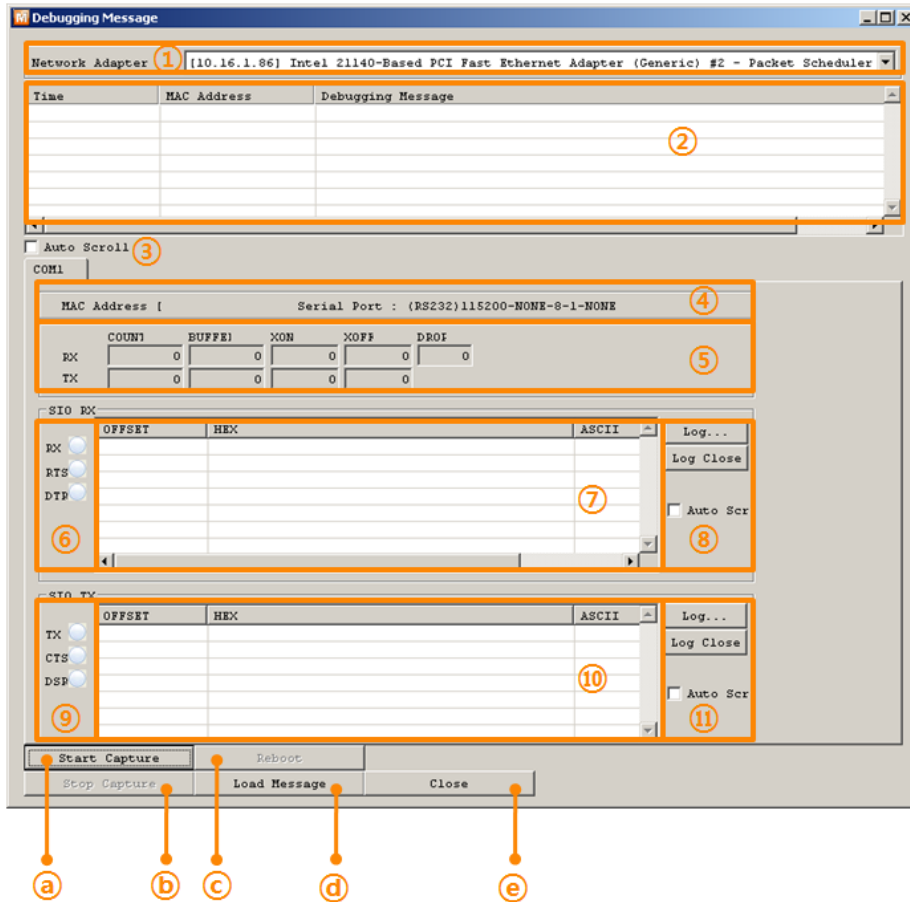 Debugging Message
Network Adapter ① [10.16.1.86] Intel 21140-Based PCI Fast Ethernet Adapter (Generic) #2 - Packet Scheduler
Time MAC Address Debugging Message
②
Auto Scroll ③
COM1
MAC Address [ Serial Port : (RS232)115200-NONE-8-1-NONE ④
COUNT BUFFEI XON XOFF DROF
RX 0 0 0 0 0 ⑤
TX 0 0 0 0
SIO RX
OFFSET HEX ASCII Log...
RX
Log Close
RTS
DTR ⑦ Auto Scr
⑥ ⑧
SIO TX
OFFSET HEX ASCII Log...
TX
Log Close
CTS
DSR ⑩ Auto Scr
⑨ ⑪
Start Capture Reboot
Stop Capture Load Message Close
ⓐ ⓑ ⓒ ⓓ ⓔ